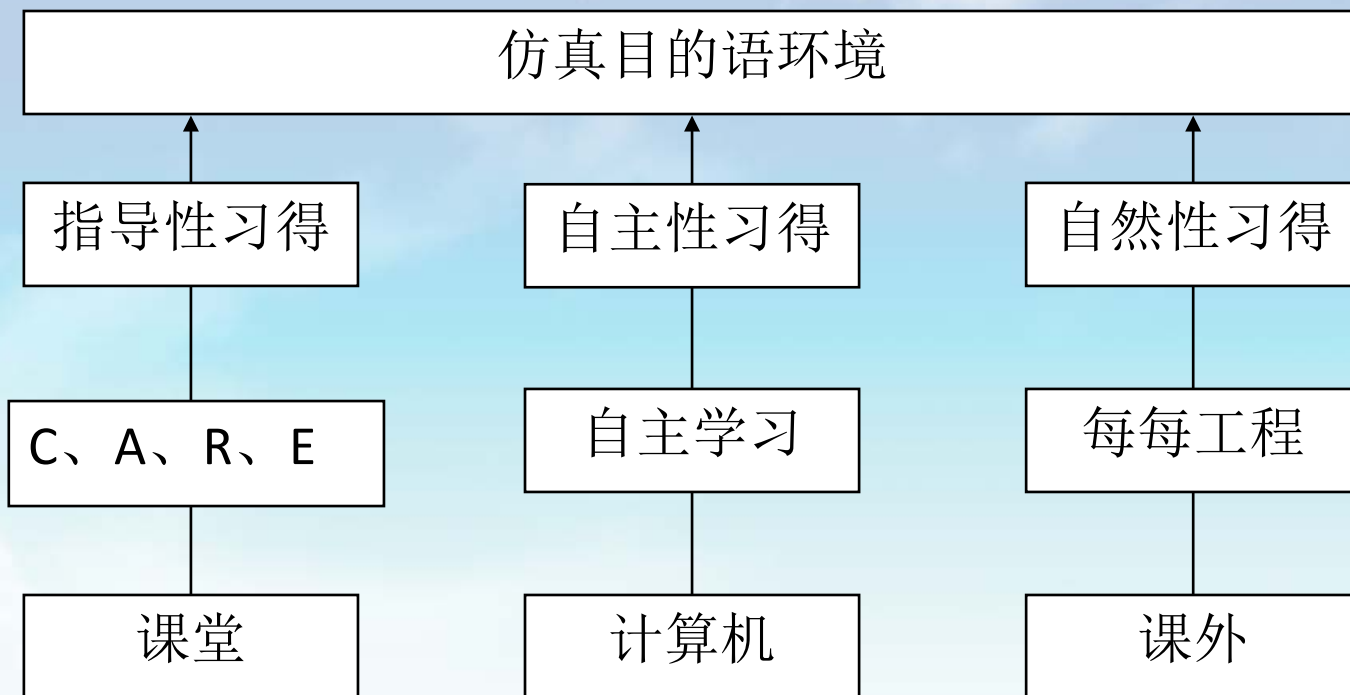 仿真目的语环境
指导性习得
自主性习得
自然性习得
C、A、R、E
自主学习
每每工程
课堂
计算机
课外